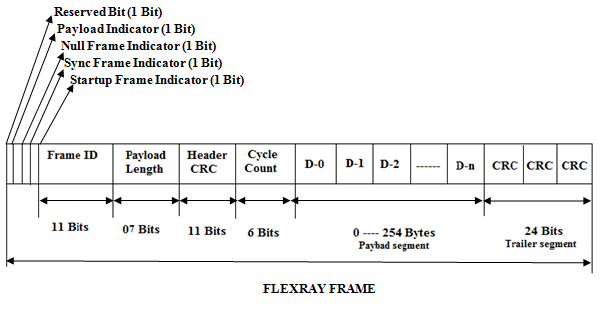 Reserved Bit (1 Bit)
Payload Indicator (1 Bit)
Null Frame Indicator (1 Bit)
Sync Frame Indicator (1 Bit)
Startup Frame Indicator (1 Bit)
Frame ID
Payload
Length
Header
CRC
Cycle
Count
D-0
D-1
D-2
------
D-n
CRC
CRC
CRC
11 Bits
07 Bits
11 Bits
6 Bits
0 ---- 254 Bytes
Paybad segment
24 Bits
Trailer segment
FLEXRAY FRAME